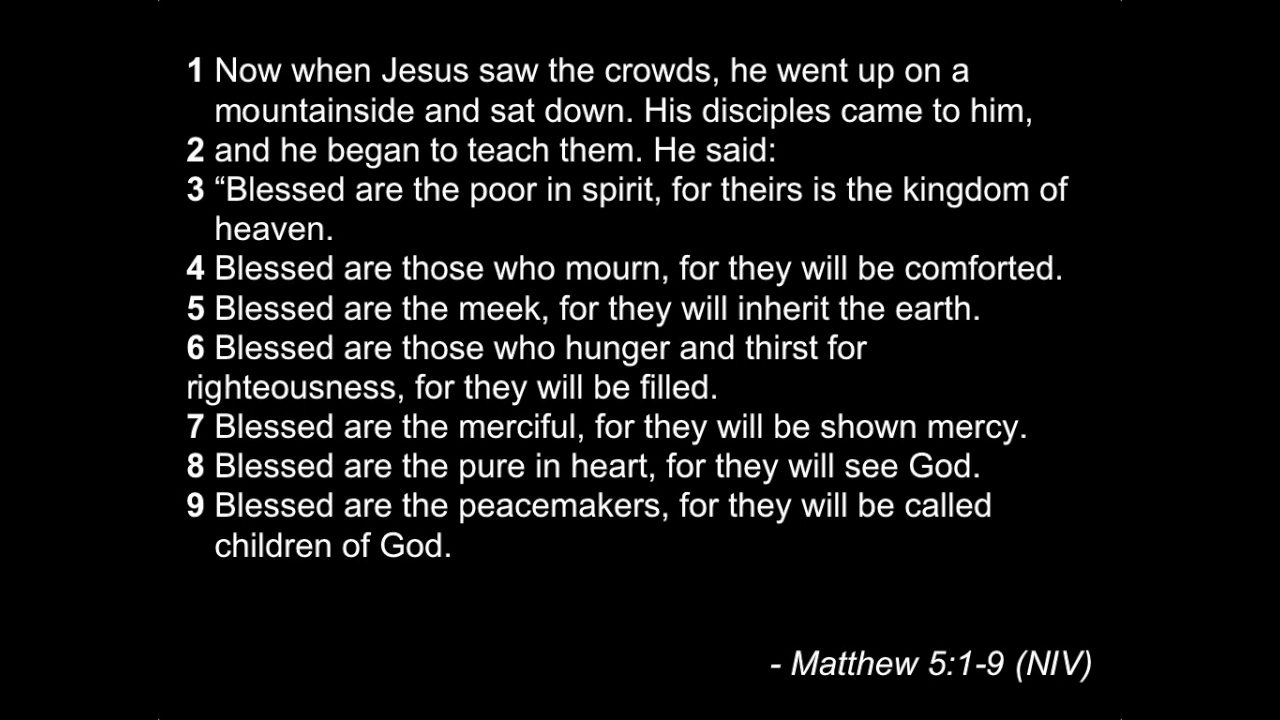 1 Now when Jesus saw the crowds, he went up on a
mountainside and sat down. His disciples came to him,
2 and he began to teach them. He said:
3 “Blessed are the poor in spirit, for theirs is the kingdom of
heaven.
4 Blessed are those who mourn, for they will be comforted.
5 Blessed are the meek, for they will inherit the earth.
6 Blessed are those who hunger and thirst for
righteousness, for they will be filled.
7 Blessed are the merciful, for they will be shown mercy.
8 Blessed are the pure in heart, for they will see God.
9 Blessed are the peacemakers, for they will be called
children of God.
- Matthew 5:1-9 (NIV)